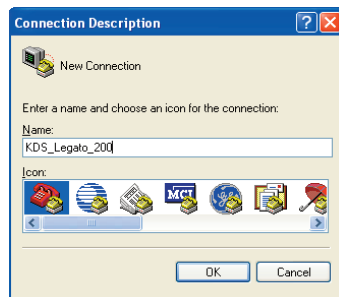 Connection Description
New Connection
Enter a name and choose an icon for the connection:
Name:
KDS_Legato_200
Icon:
MCI
OK
Cancel